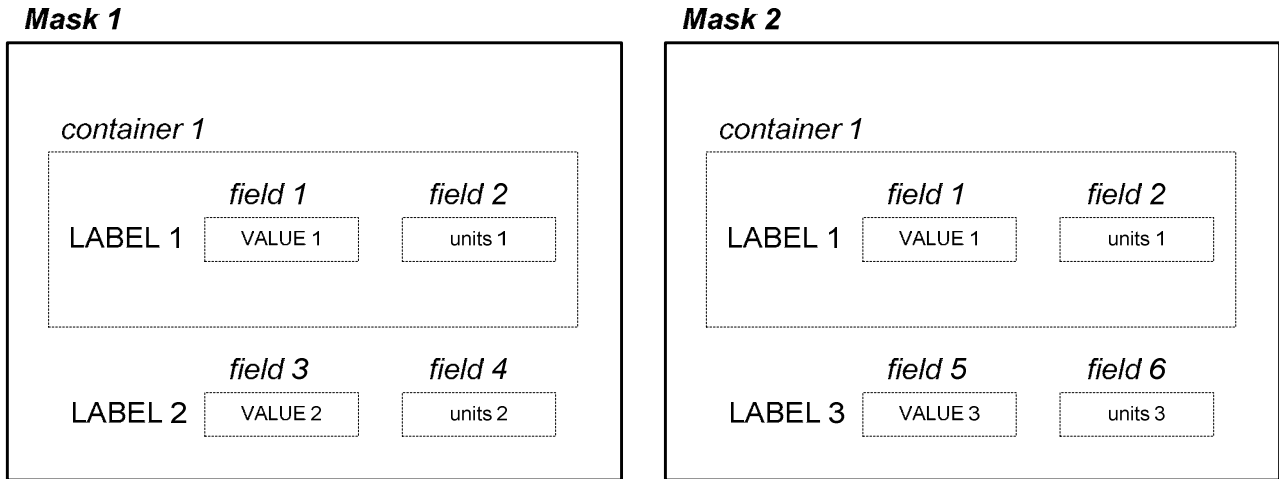 Mask 1
container 1
field 1 field 2
LABEL 1 VALUE 1 units 1
field 3 field 4
LABEL 2 VALUE 2 units 2
Mask 2
container 1
field 1 field 2
LABEL 1 VALUE 1 units 1
field 5 field 6
LABEL 3 VALUE 3 units 3